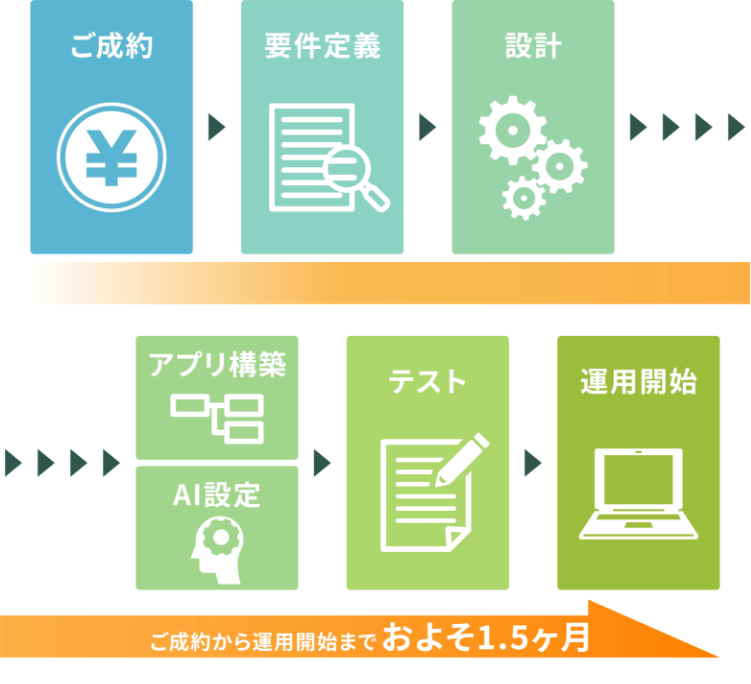 ご成約
要件定義
設計
アプリ構築
AI設定
テスト
運用開始
ご成約から運用開始まで およそ1.5ヶ月